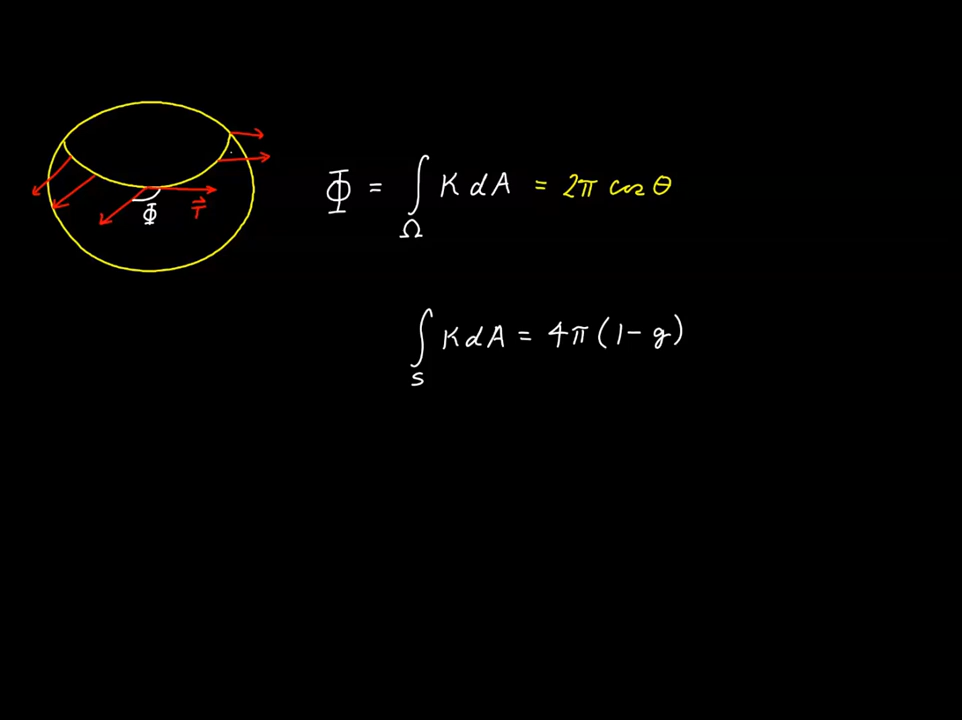 Φ = ∫_Ω K dA = 2π cos θ
Φ
T⃗
∫_S K dA = 4π (1 - g)